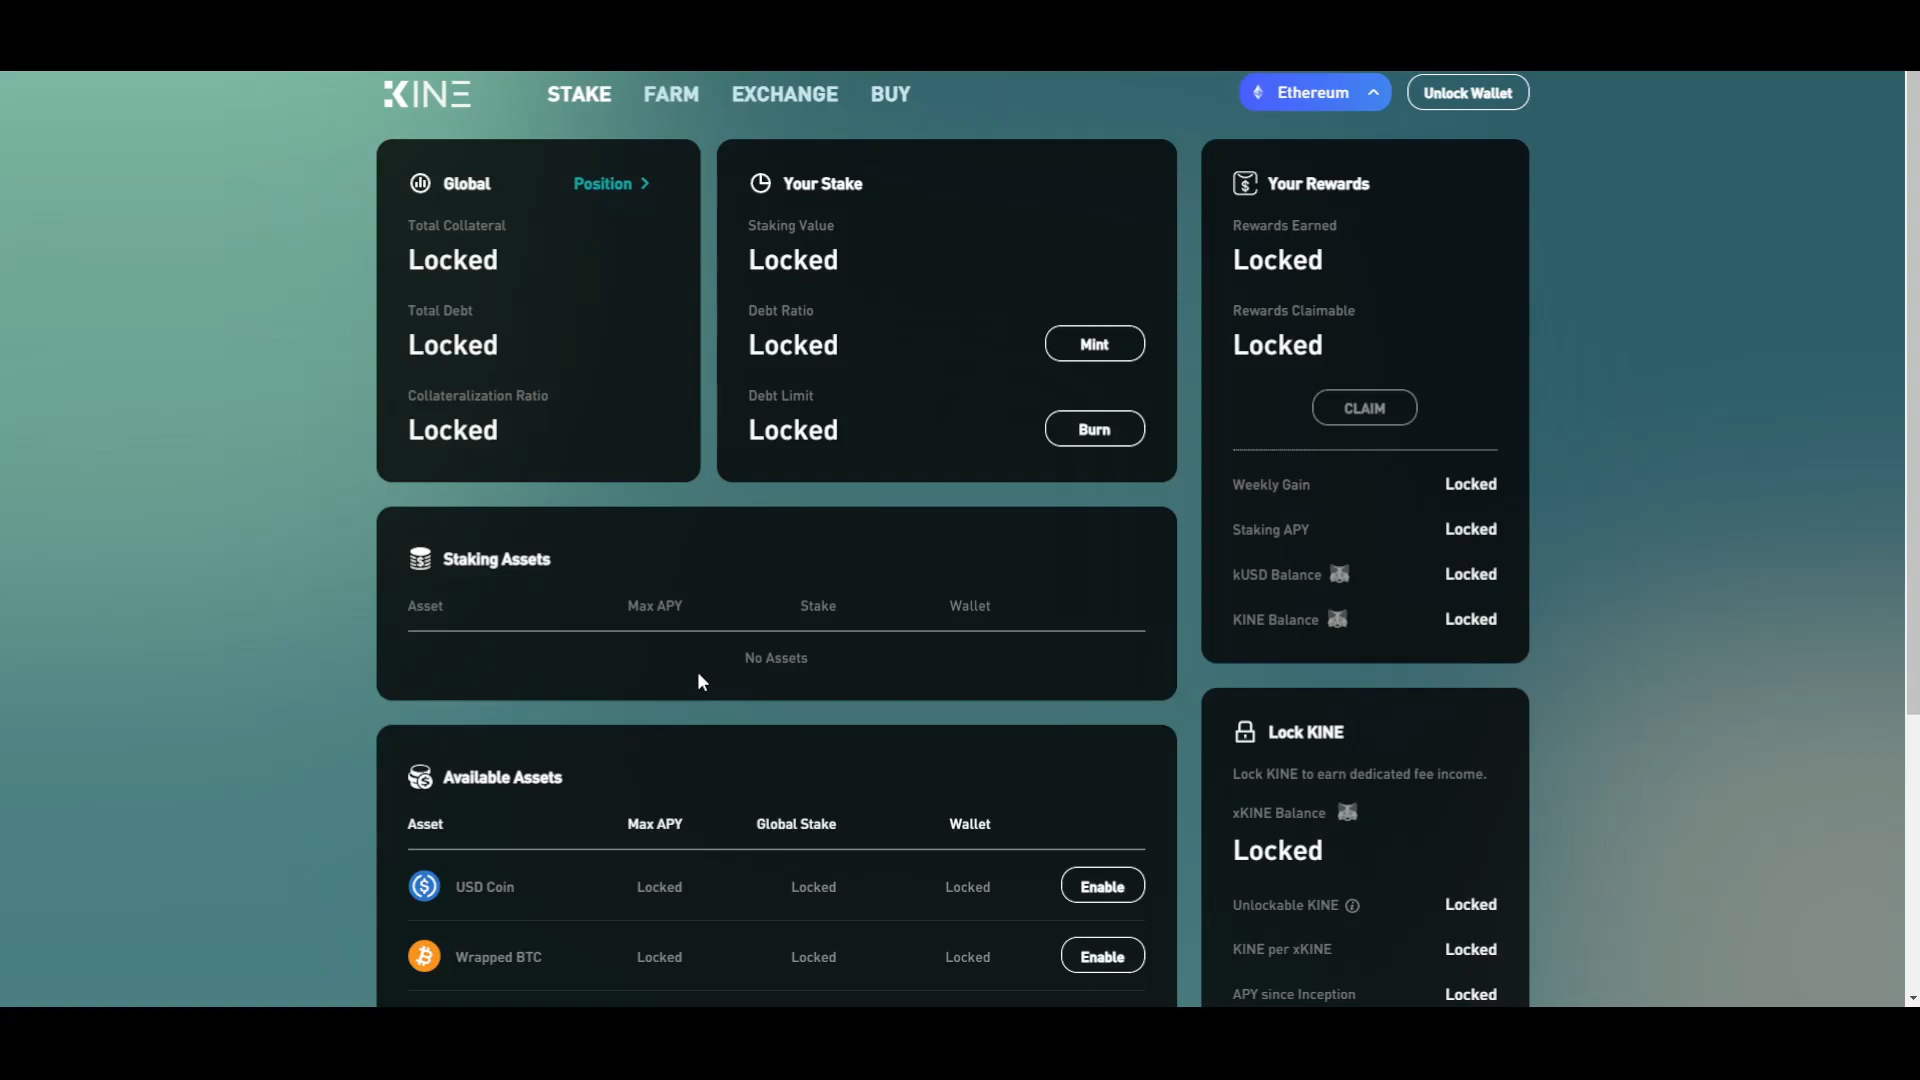 KINE STAKE FARM EXCHANGE BUY Ethereum Unlock Wallet
Global Position >
Total Collateral
Locked
Total Debt
Locked
Collateralization Ratio
Locked
Your Stake
Staking Value
Locked
Debt Ratio
Locked Mint
Debt Limit
Locked Burn
Your Rewards
Rewards Earned
Locked
Rewards Claimable
Locked
CLAIM
Weekly Gain Locked
Staking APY Locked
kUSD Balance Locked
KINE Balance Locked
Staking Assets
Asset Max APY Stake Wallet
No Assets
Available Assets
Asset Max APY Global Stake Wallet
USD Coin Locked Locked Locked Enable
Wrapped BTC Locked Locked Locked Enable
Lock KINE
Lock KINE to earn dedicated fee income.
xKINE Balance
Locked
Unlockable KINE Locked
KINE per xKINE Locked
APY since Inception Locked